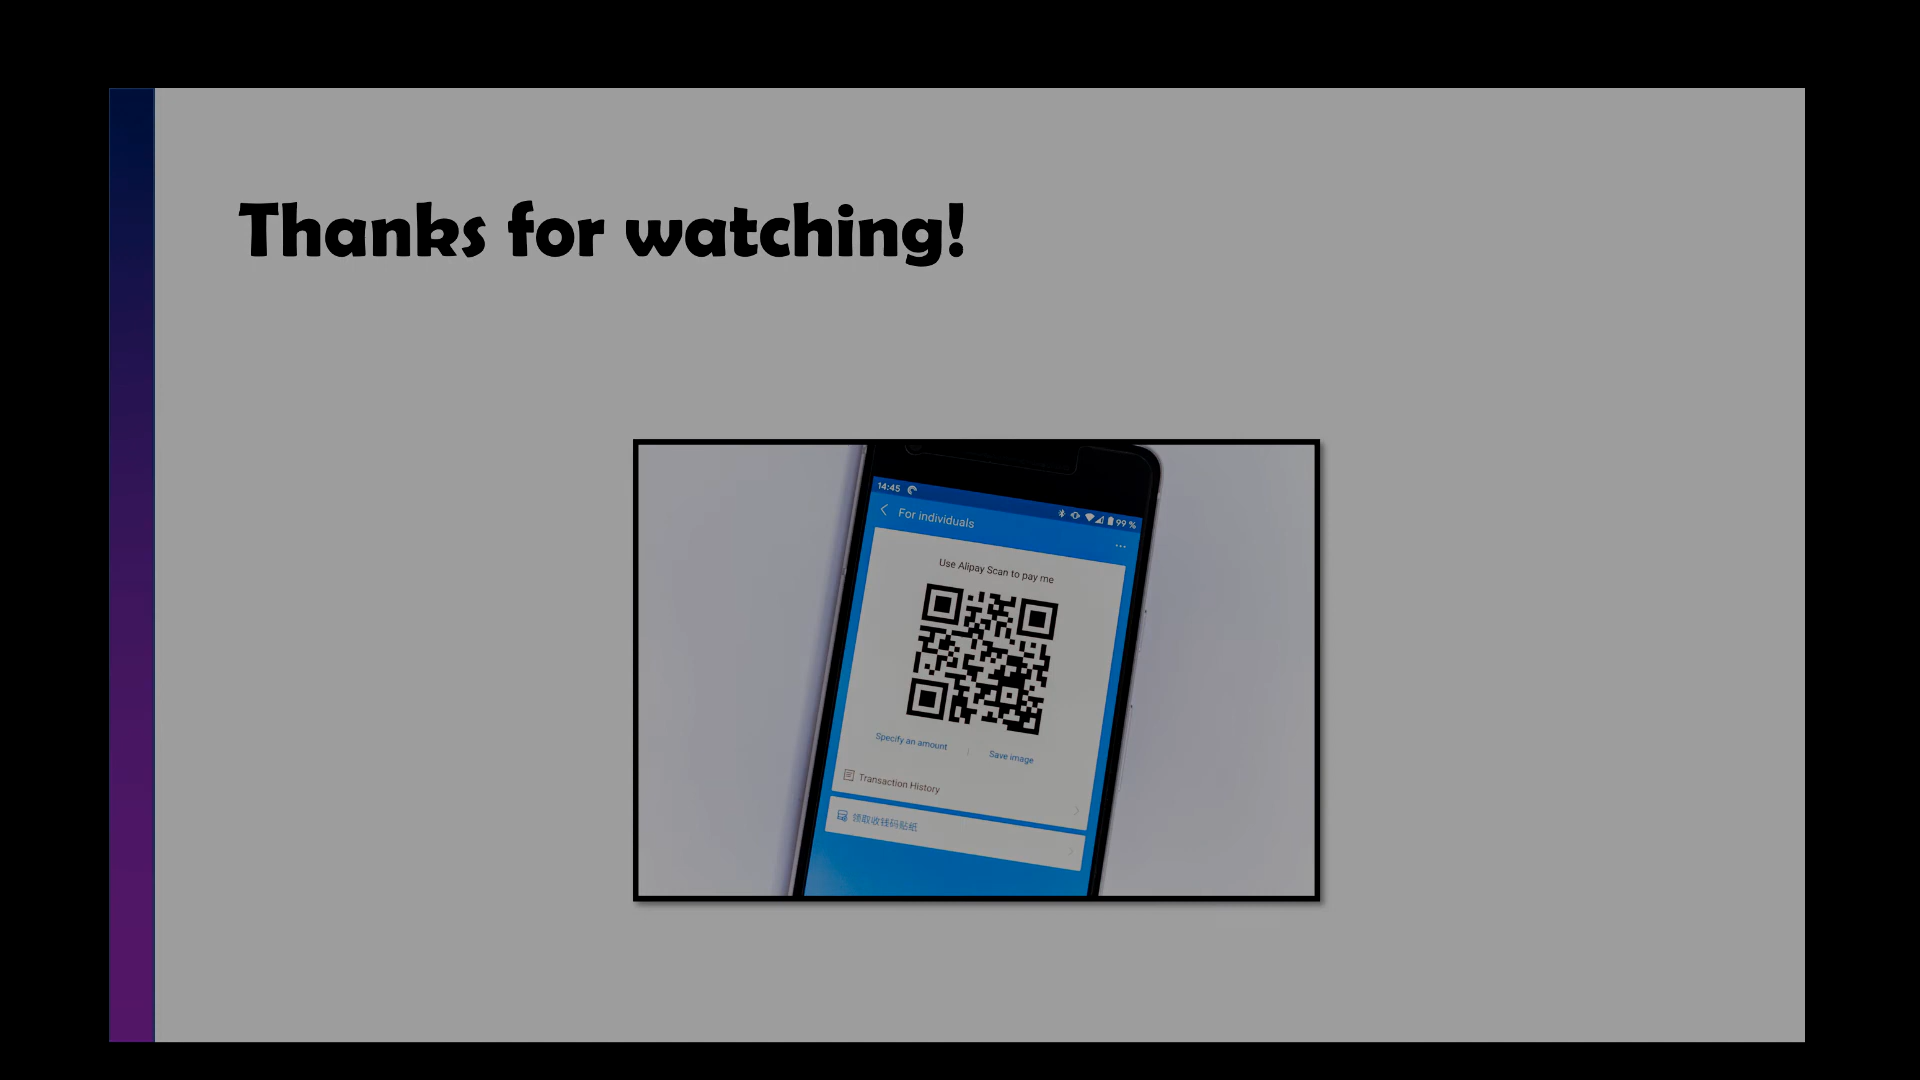 Thanks for watching!
14:45
99 %
For individuals
Use Alipay Scan to pay me
Specify an amount
Save image
Transaction History
领取收钱码贴纸